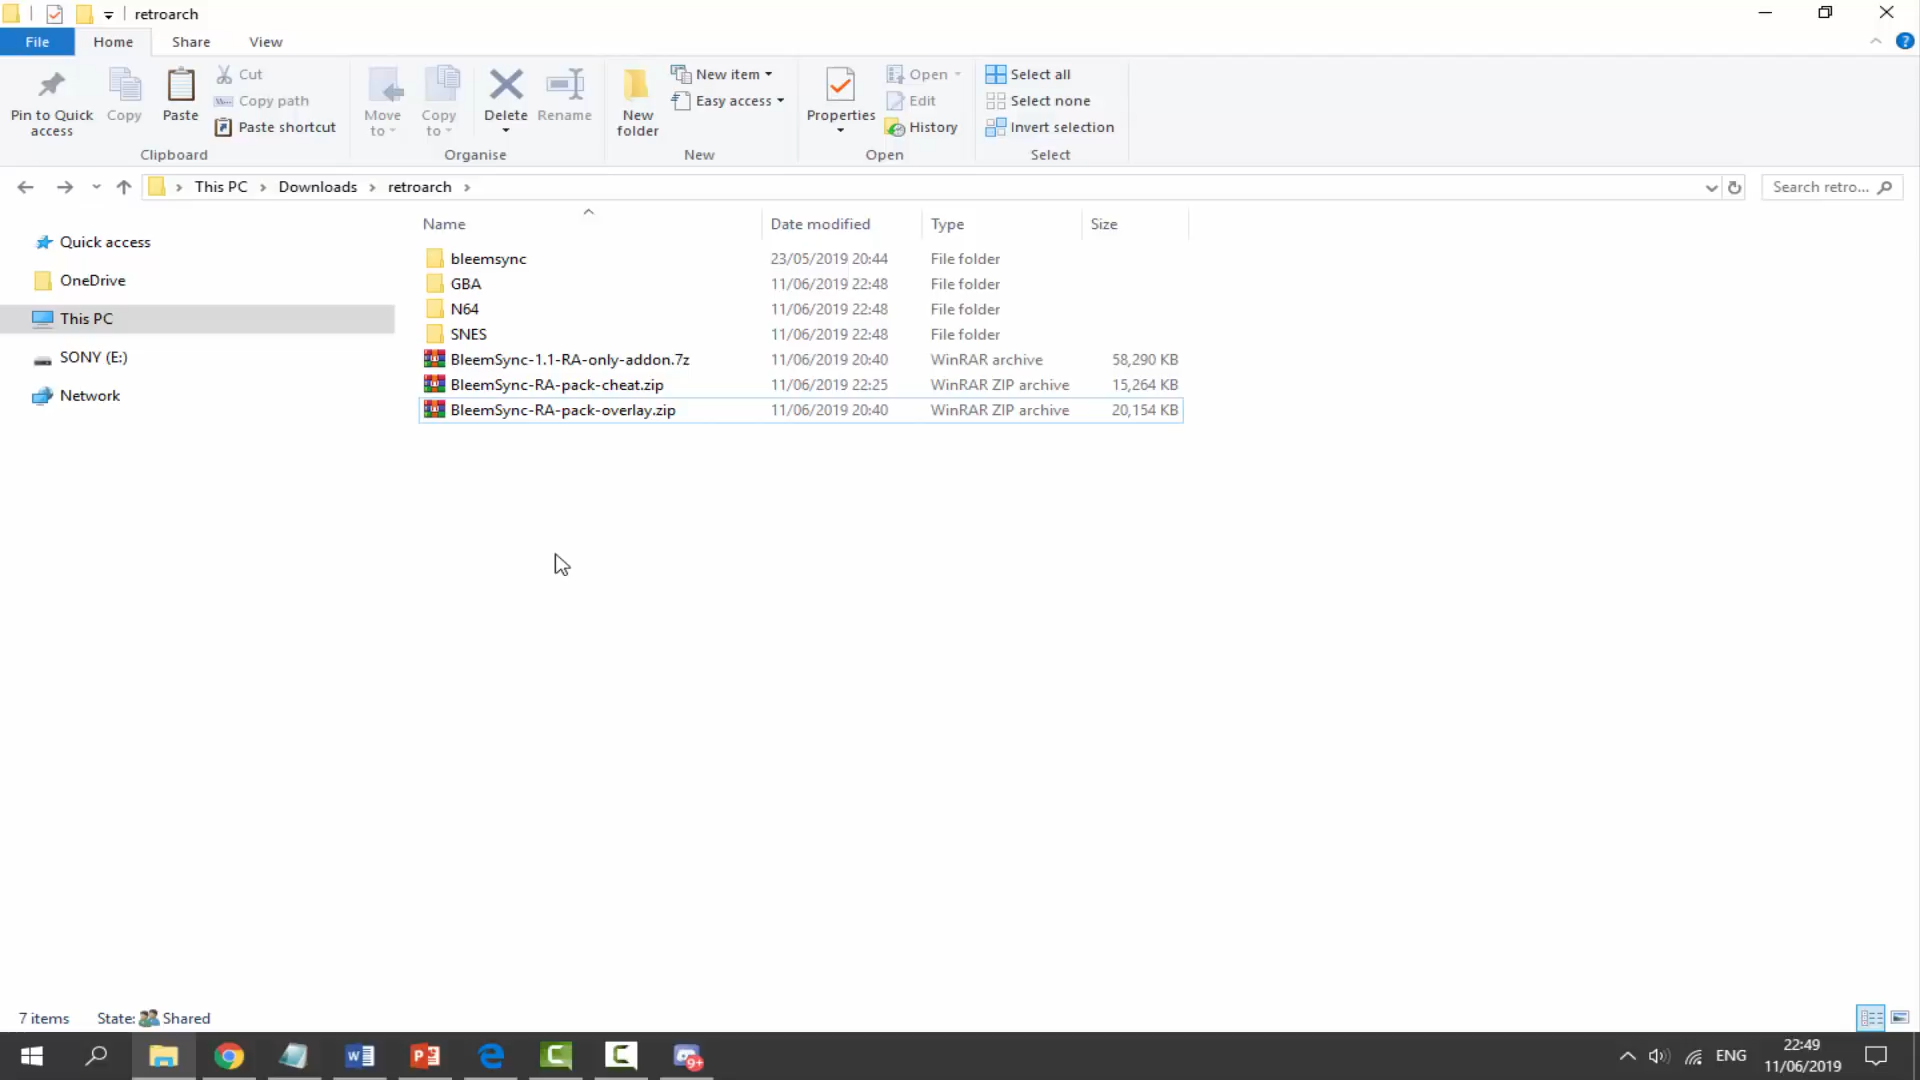 retroarch
File Home Share View
Pin to Quick access
Copy
Paste
Cut
Copy path
Paste shortcut
Clipboard
Move to
Copy to
Delete
Rename
Organise
New folder
New item
Easy access
New
Properties
Open
Edit
History
Open
Select all
Select none
Invert selection
Select
This PC > Downloads > retroarch >
Search retro...
Quick access
OneDrive
This PC
SONY (E:)
Network
Name Date modified Type Size
bleemsync 23/05/2019 20:44 File folder
GBA 11/06/2019 22:48 File folder
N64 11/06/2019 22:48 File folder
SNES 11/06/2019 22:48 File folder
BleemSync-1.1-RA-only-addon.7z 11/06/2019 20:40 WinRAR archive 58,290 KB
BleemSync-RA-pack-cheat.zip 11/06/2019 22:25 WinRAR ZIP archive 15,264 KB
BleemSync-RA-pack-overlay.zip 11/06/2019 20:40 WinRAR ZIP archive 20,154 KB
7 items State: Shared
9+
ENG
22:49
11/06/2019